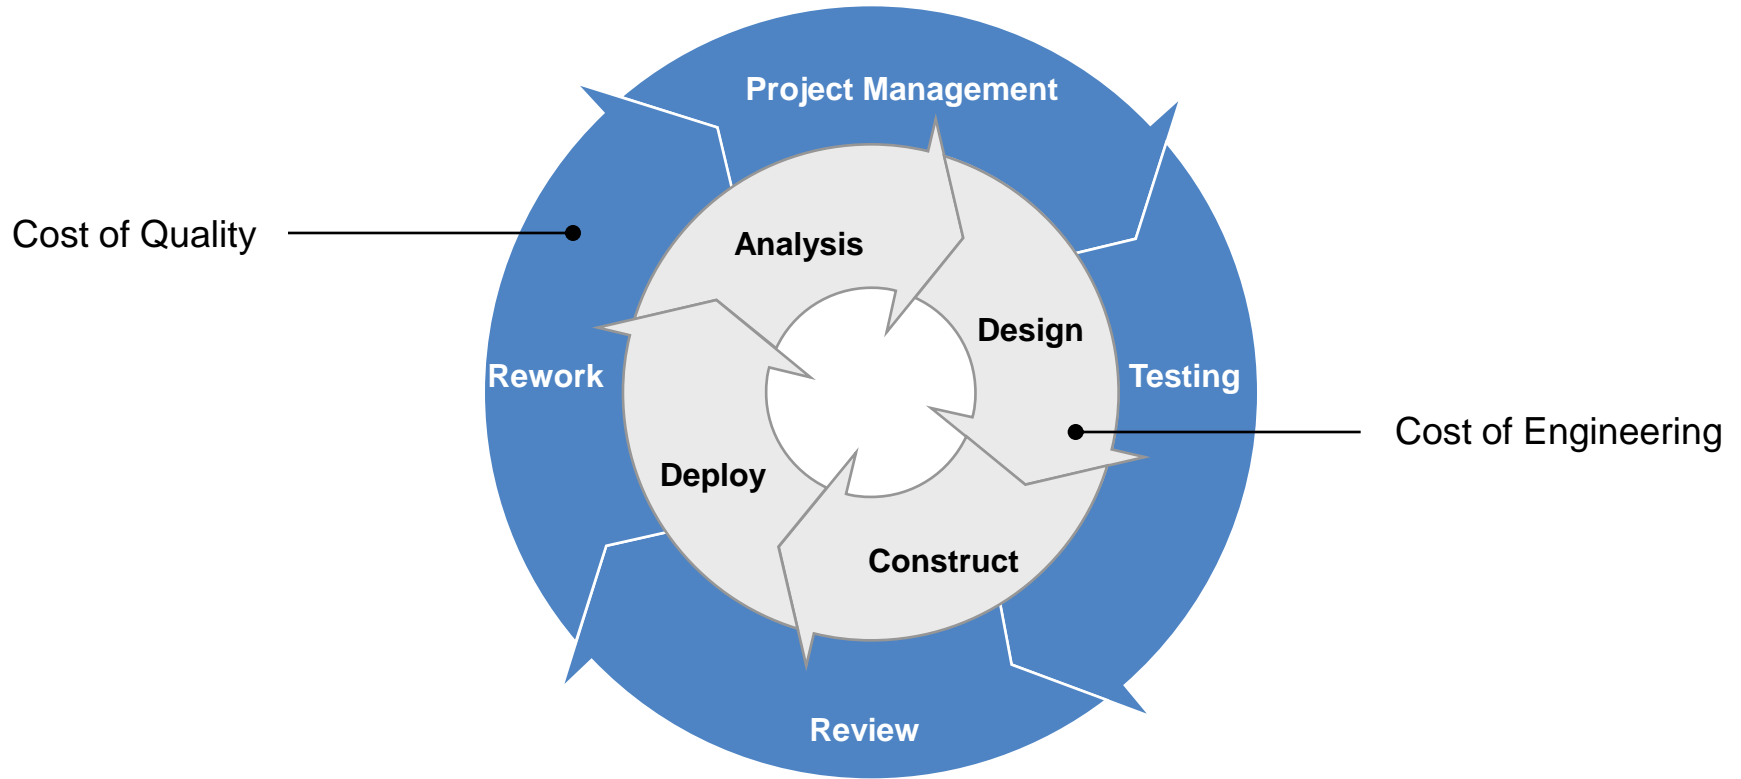 Project Management
Cost of Quality
Analysis
Design
Rework
Testing
Cost of Engineering
Deploy
Construct
Review